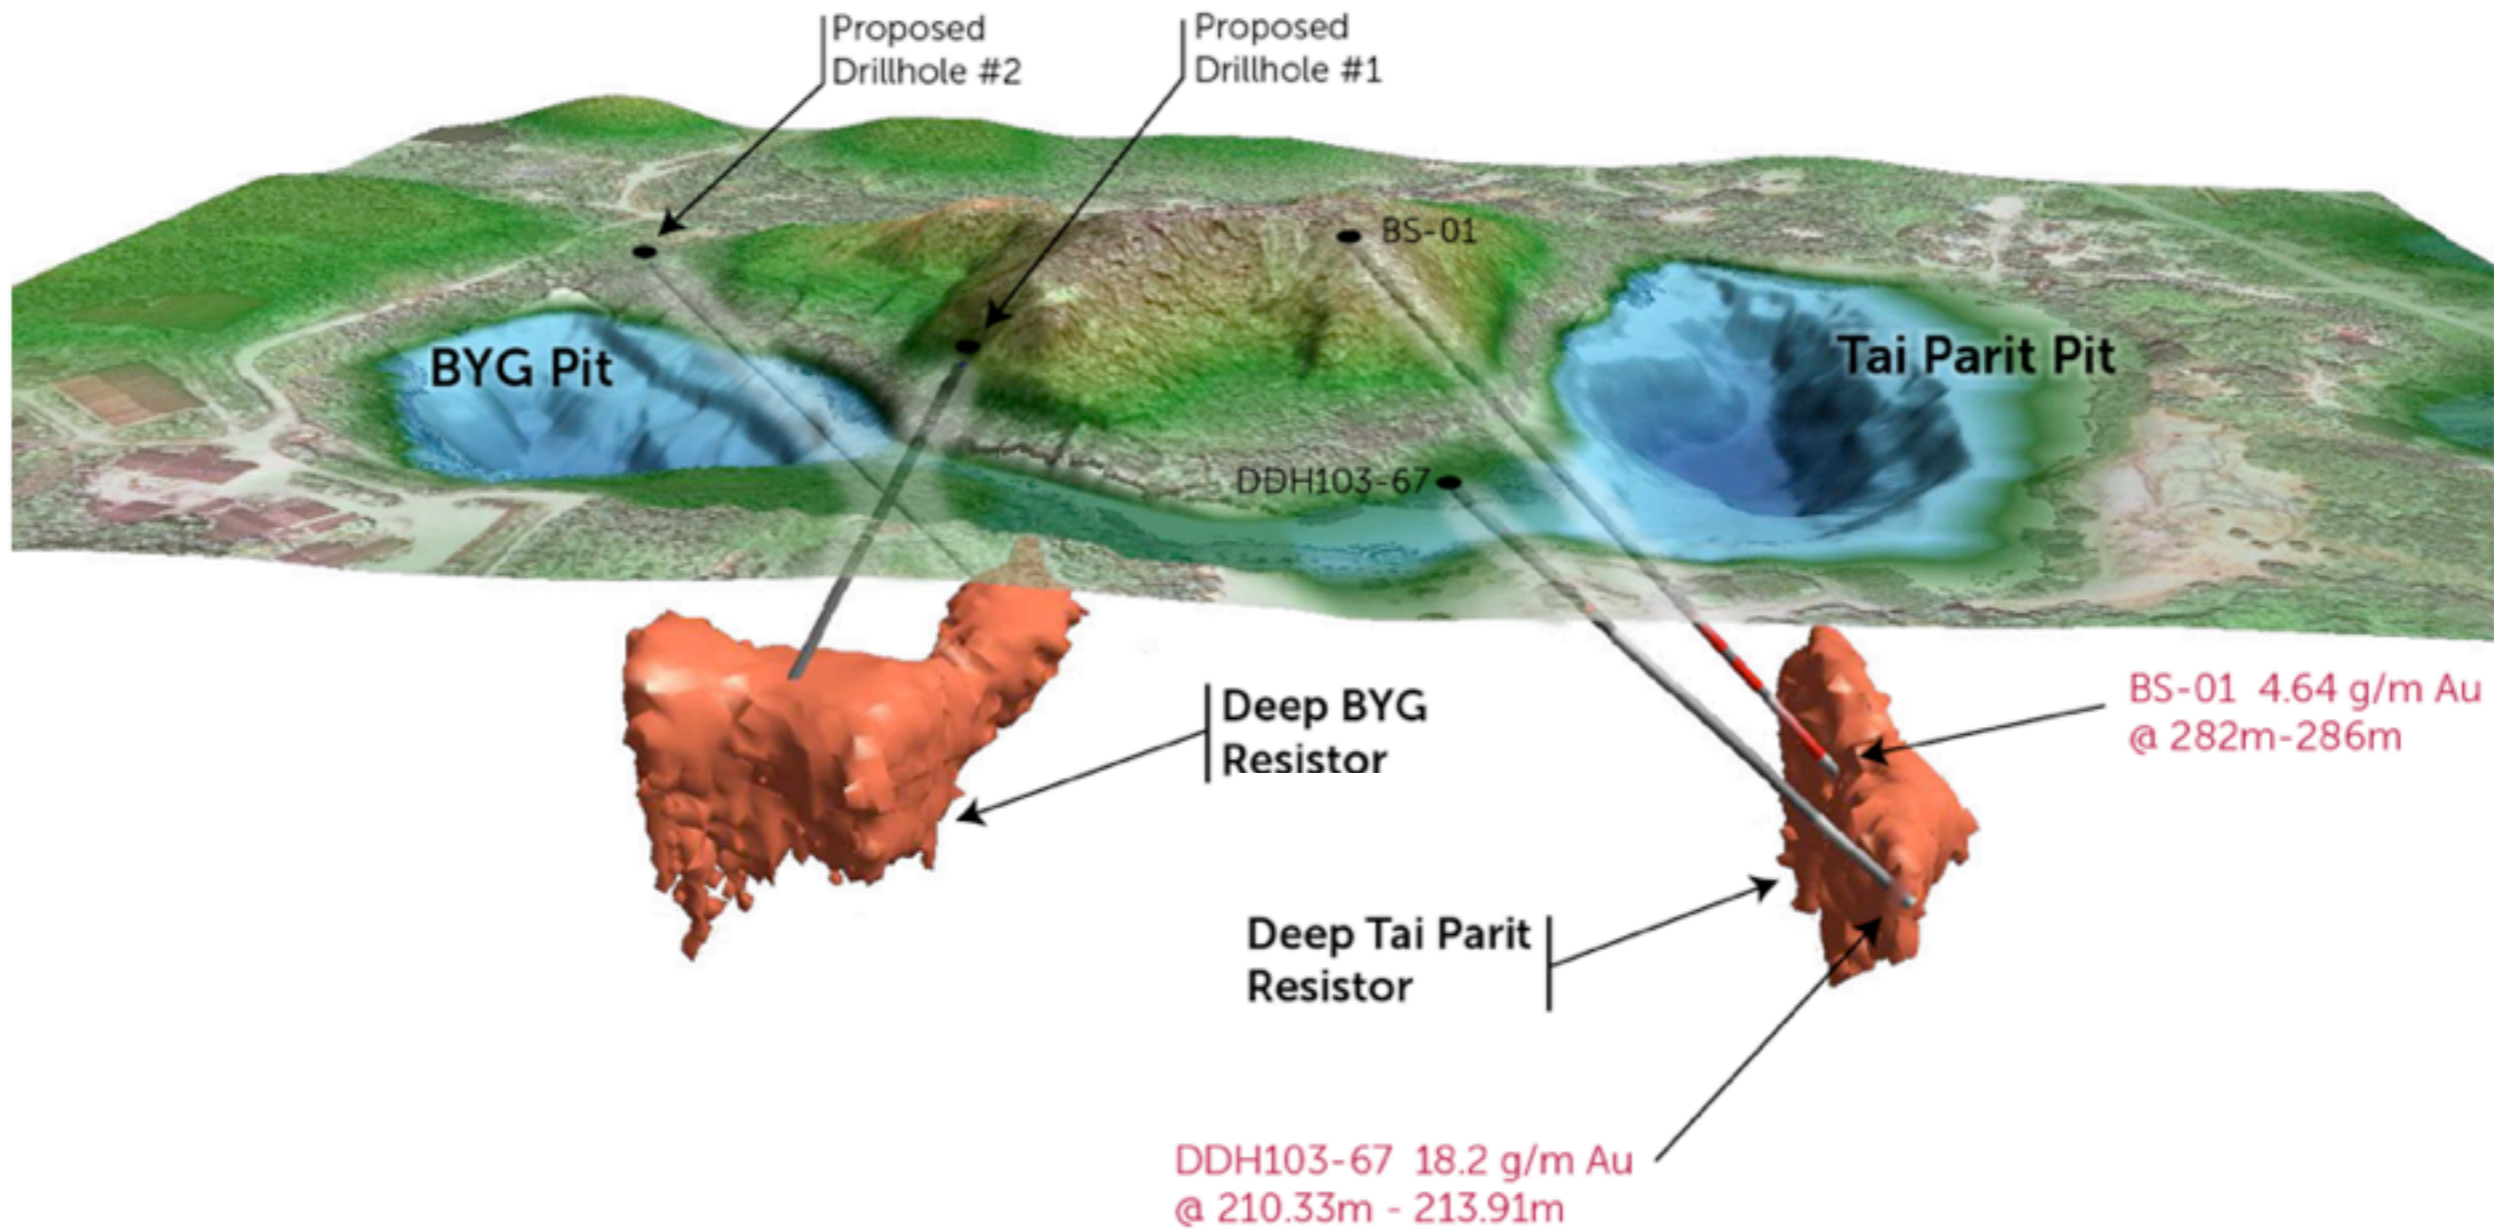 Proposed
Drillhole #2
Proposed
Drillhole #1
BS-01
BYG Pit
Tai Parit Pit
DDH103-67
BS-01 4.64 g/m Au
@ 282m-286m
Deep BYG
Resistor
Deep Tai Parit
Resistor
DDH103-67 18.2 g/m Au
@ 210.33m - 213.91m